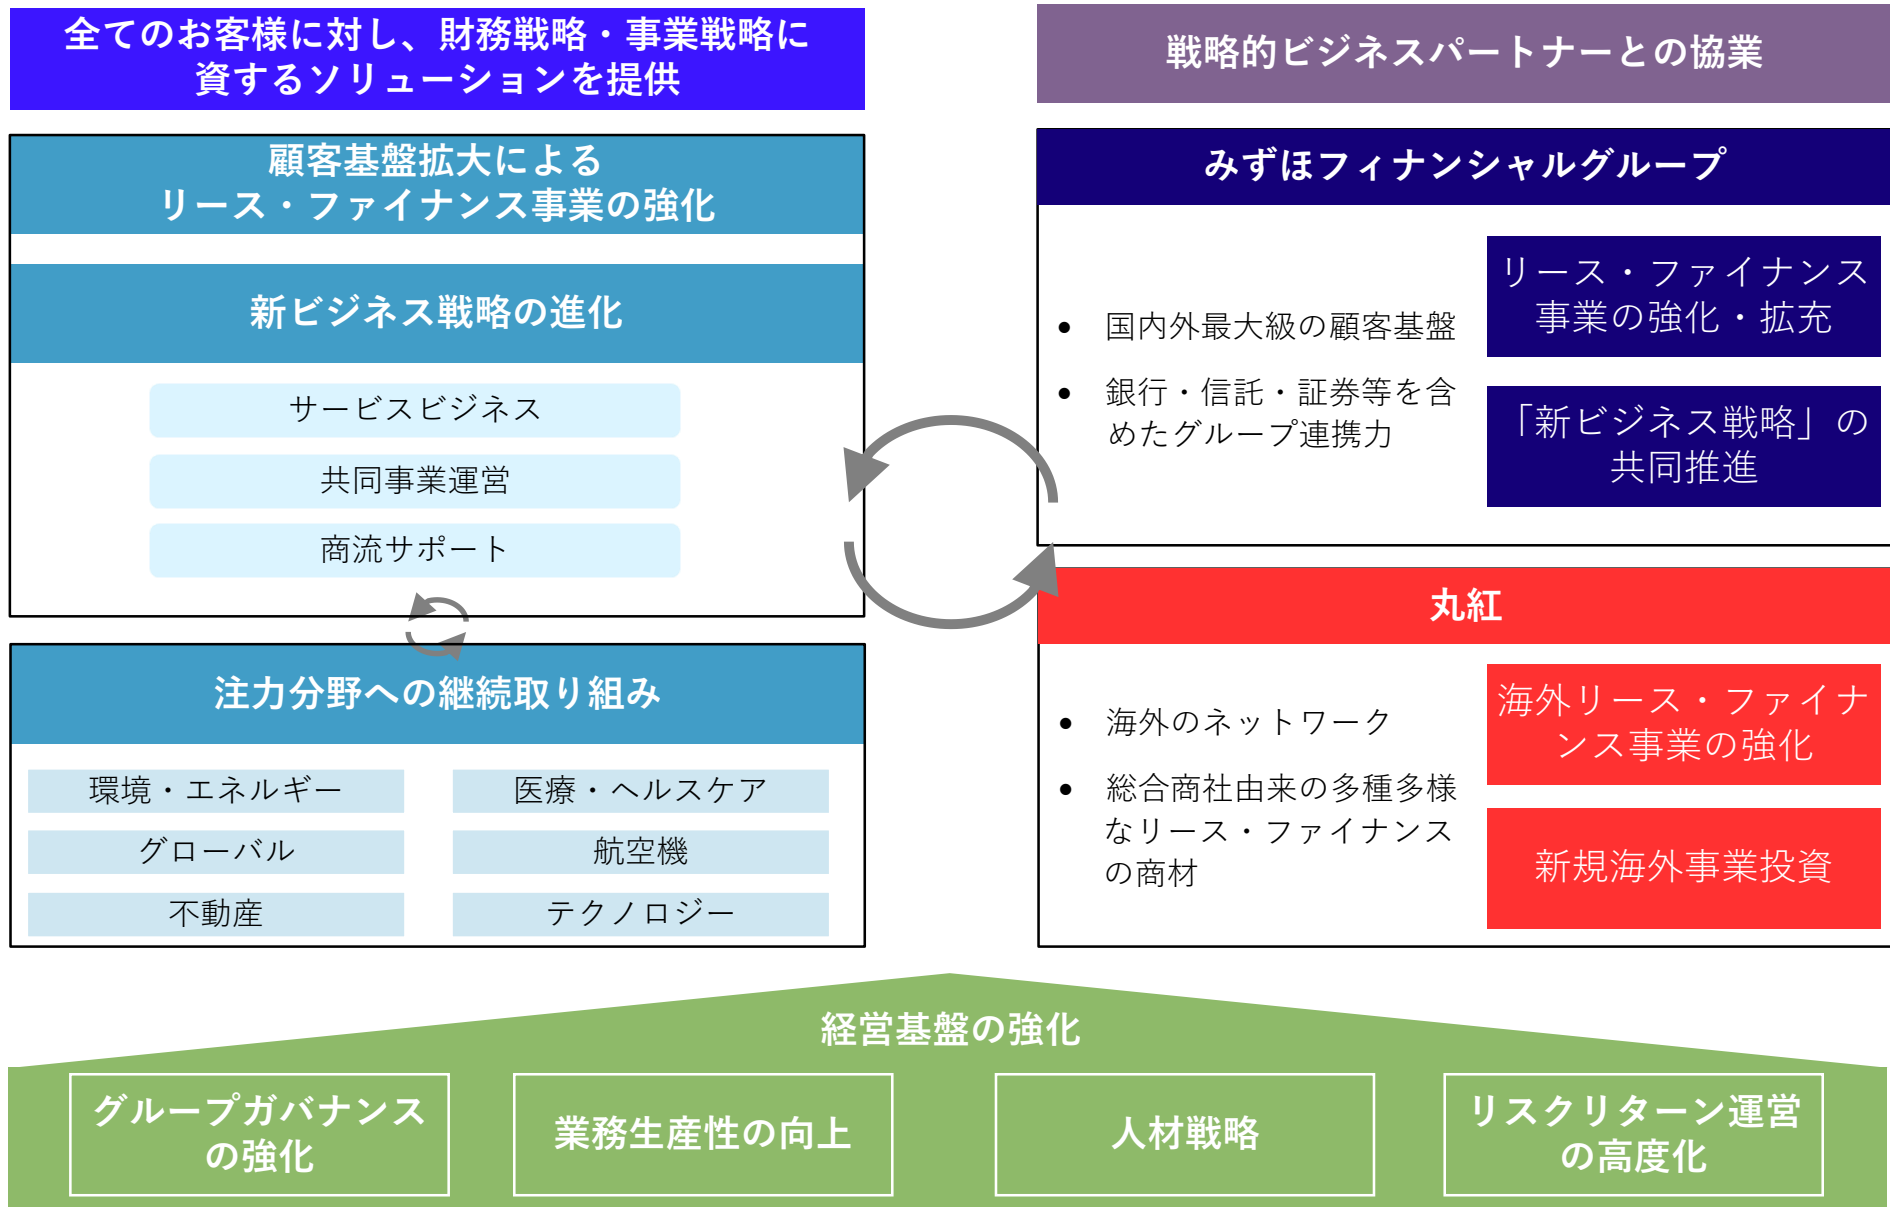 全てのお客様に対し、財務戦略・事業戦略に
資するソリューションを提供
顧客基盤拡大による
リース・ファイナンス事業の強化
新ビジネス戦略の進化
サービスビジネス
共同事業運営
商流サポート
注力分野への継続取り組み
環境・エネルギー
医療・ヘルスケア
グローバル
航空機
不動産
テクノロジー
戦略的ビジネスパートナーとの協業
みずほフィナンシャルグループ
• 国内外最大級の顧客基盤
• 銀行・信託・証券等を含
めたグループ連携力
リース・ファイナンス
事業の強化・拡充
「新ビジネス戦略」の
共同推進
丸紅
• 海外のネットワーク
• 総合商社由来の多種多様
なリース・ファイナンス
の商材
海外リース・ファイナ
ンス事業の強化
新規海外事業投資
経営基盤の強化
グループガバナンス
の強化
業務生産性の向上
人材戦略
リスクリターン運営
の高度化